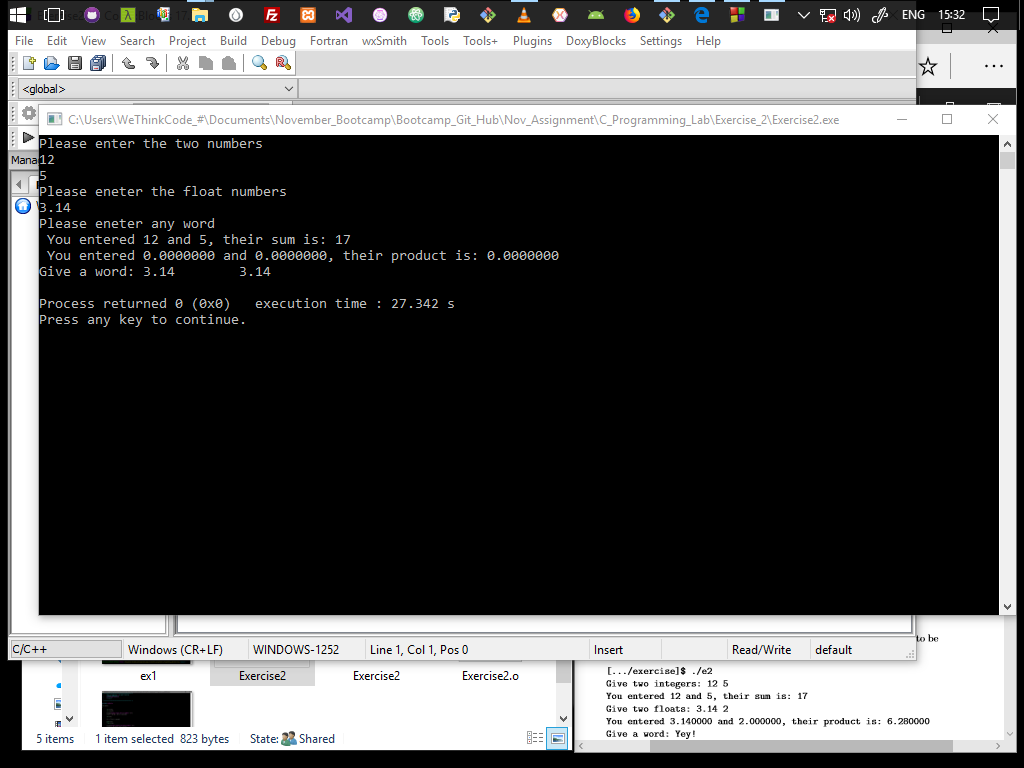 ENG 15:32
File Edit View Search Project Build Debug Fortran wxSmith Tools Tools+ Plugins DoxyBlocks Settings Help
<global>
C:\Users\WeThinkCode_#\Documents\November_Bootcamp\Bootcamp_Git_Hub\Nov_Assignment\C_Programming_Lab\Exercise_2\Exercise2.exe
Mana
Please enter the two numbers
12
5
Please eneter the float numbers
3.14
Please eneter any word
You entered 12 and 5, their sum is: 17
You entered 0.0000000 and 0.0000000, their product is: 0.0000000
Give a word: 3.14 3.14
Process returned 0 (0x0) execution time : 27.342 s
Press any key to continue.
C/C++ Windows (CR+LF) WINDOWS-1252 Line 1, Col 1, Pos 0 Insert Read/Write default
ex1 Exercise2 Exercise2 Exercise2.o
5 items 1 item selected 823 bytes State: Shared
to be
[.../exercise]$ ./e2
Give two integers: 12 5
You entered 12 and 5, their sum is: 17
Give two floats: 3.14 2
You entered 3.140000 and 2.000000, their product is: 6.280000
Give a word: Yey!